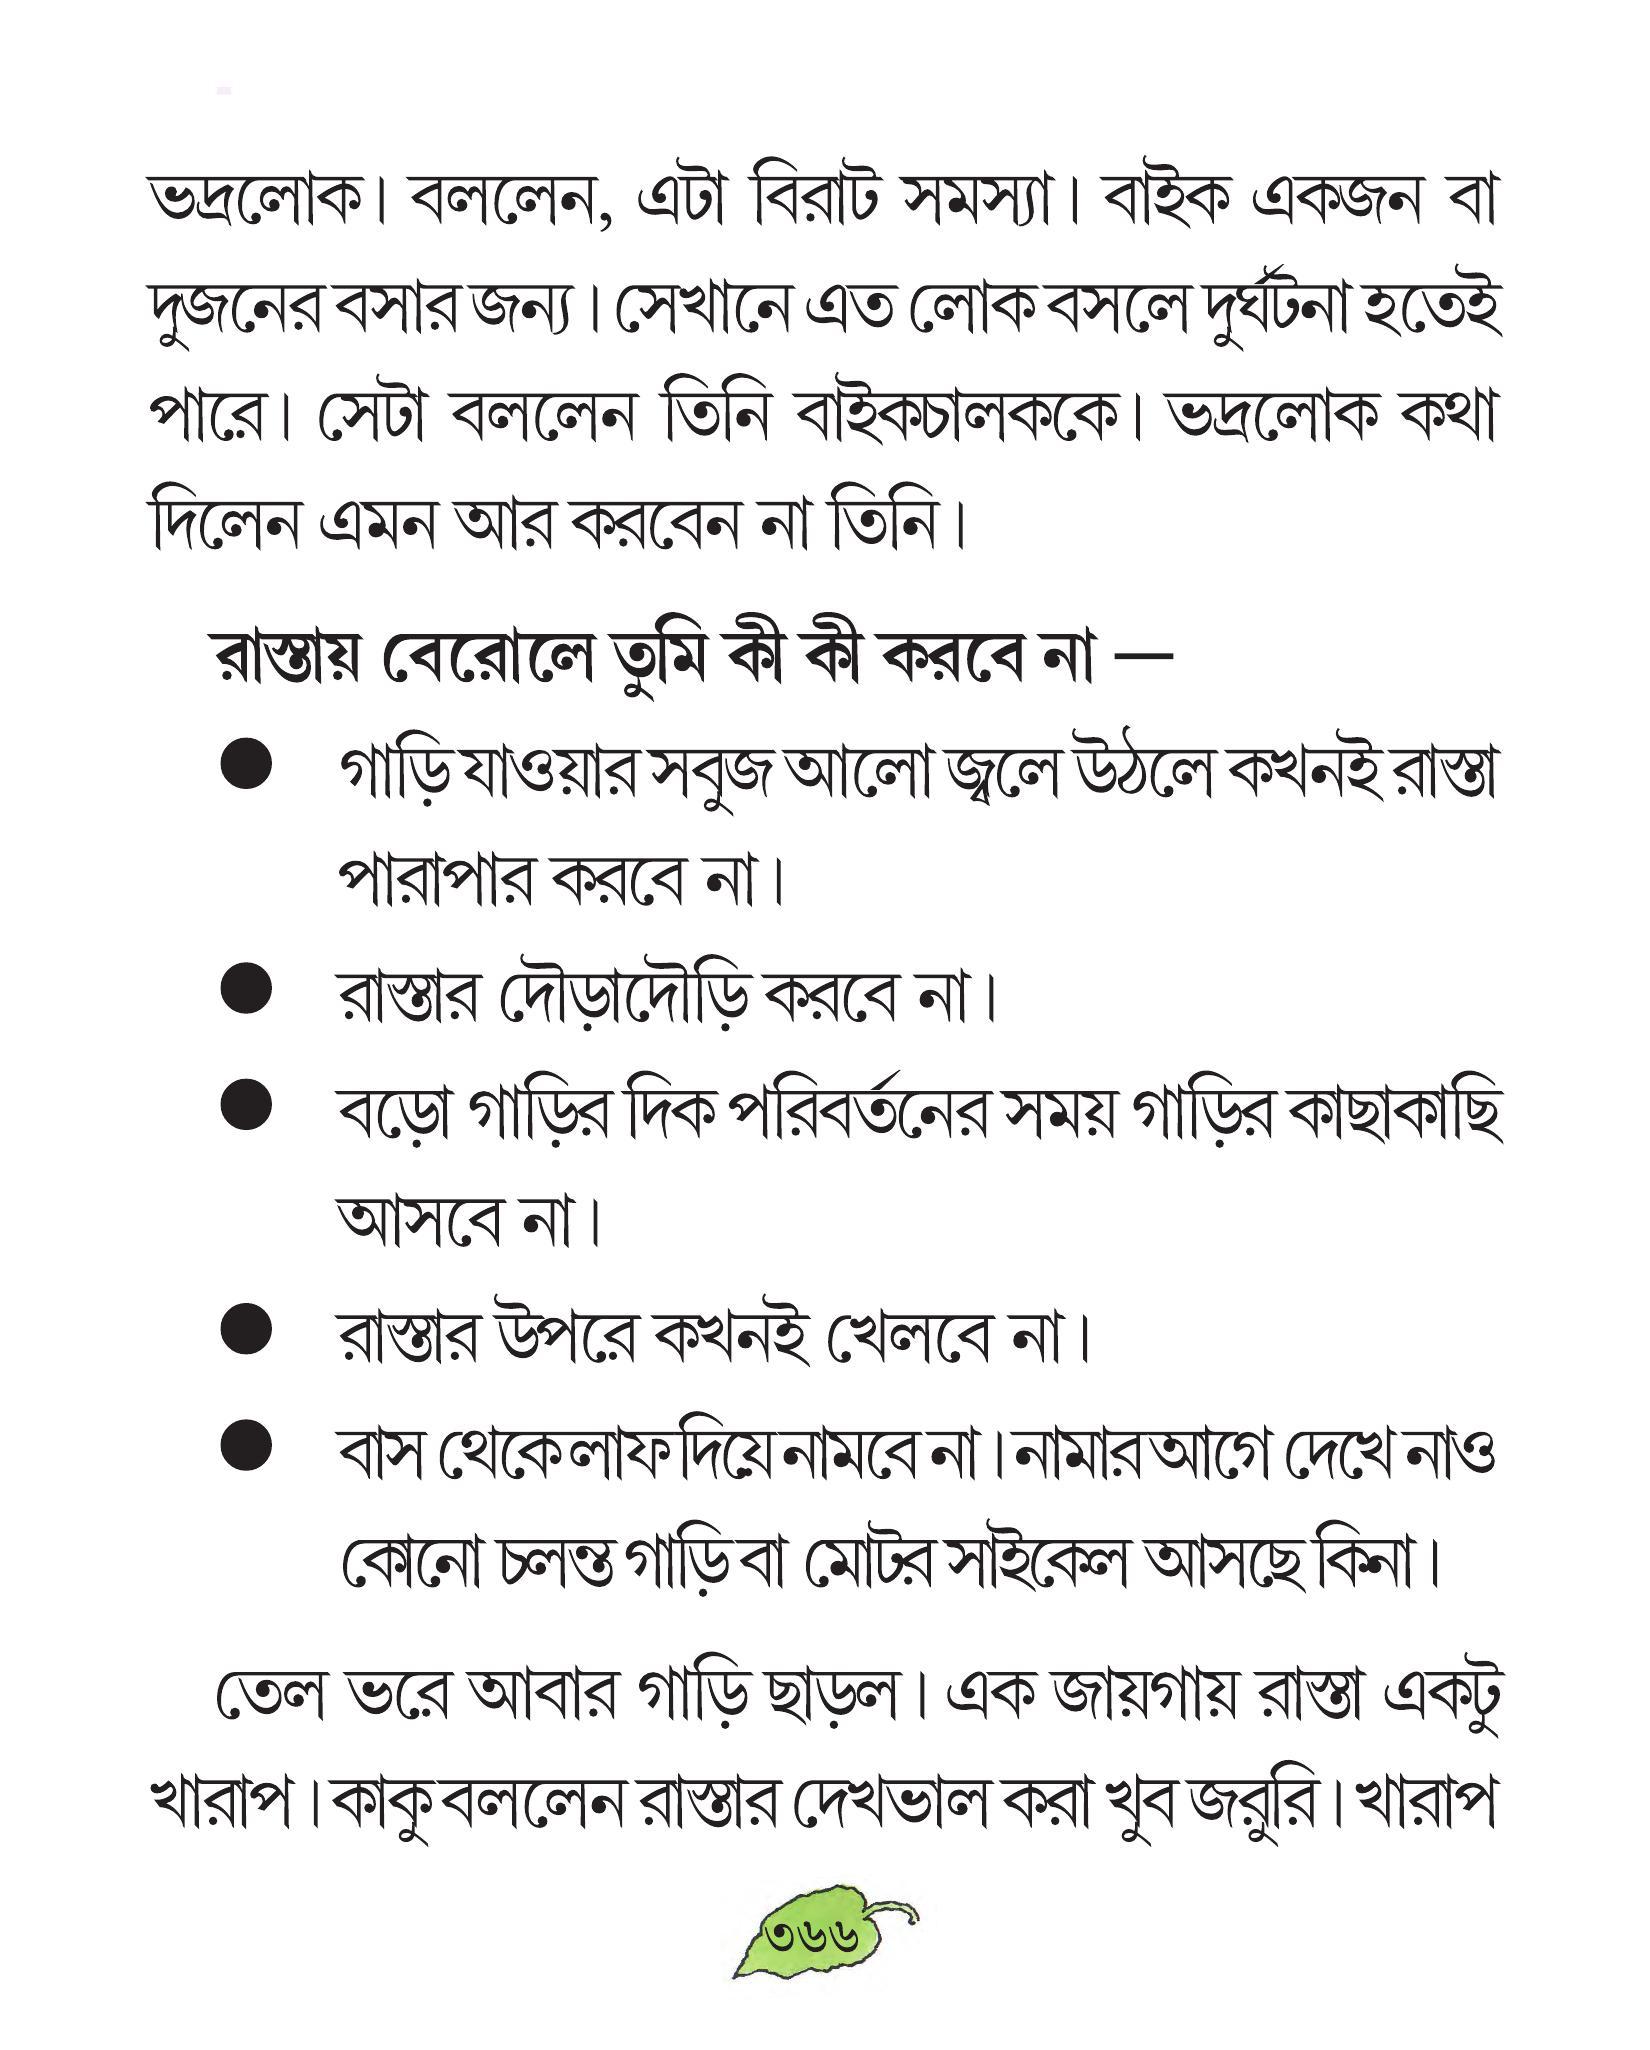 ভদ্রলোক। বললেন, এটা বিরাট সমস্যা। বাইক একজন বা
দুজনের বসার জন্য। সেখানে এত লোক বসলে দুর্ঘটনা হতেই
পারে। সেটা বললেন তিনি বাইকচালককে। ভদ্রলোক কথা
দিলেন এমন আর করবেন না তিনি।
রাস্তায় বেরোলে তুমি কী কী করবে না —
● গাড়ি যাওয়ার সবুজ আলো জ্বলে উঠলে কখনই রাস্তা
পারাপার করবে না।
● রাস্তার দৌড়াদৌড়ি করবে না।
● বড়ো গাড়ির দিক পরিবর্তনের সময় গাড়ির কাছাকাছি
আসবে না।
● রাস্তার উপরে কখনই খেলবে না।
● বাস থেকে লাফ দিয়ে নামবে না। নামার আগে দেখে নাও
কোনো চলন্ত গাড়ি বা মোটর সাইকেল আসছে কিনা।
তেল ভরে আবার গাড়ি ছাড়ল। এক জায়গায় রাস্তা একটু
খারাপ। কাকু বললেন রাস্তার দেখভাল করা খুব জরুরি। খারাপ
৩৬৬